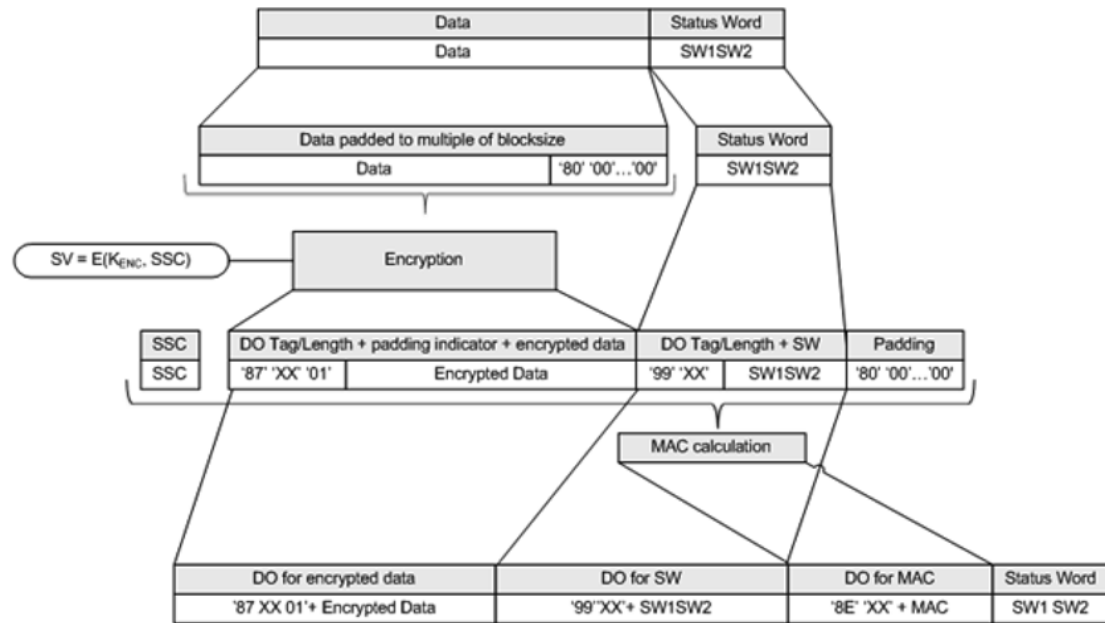 Data Status Word
Data SW1SW2
Data padded to multiple of blocksize Status Word
Data '80' '00'...'00' SW1SW2
SV = E(K_ENC, SSC) Encryption
SSC DO Tag/Length + padding indicator + encrypted data DO Tag/Length + SW Padding
SSC '87' 'XX' '01' Encrypted Data '99' 'XX' SW1SW2 '80' '00'...'00'
MAC calculation
DO for encrypted data DO for SW DO for MAC Status Word
'87 XX 01'+ Encrypted Data '99''XX'+ SW1SW2 '8E' 'XX' + MAC SW1 SW2